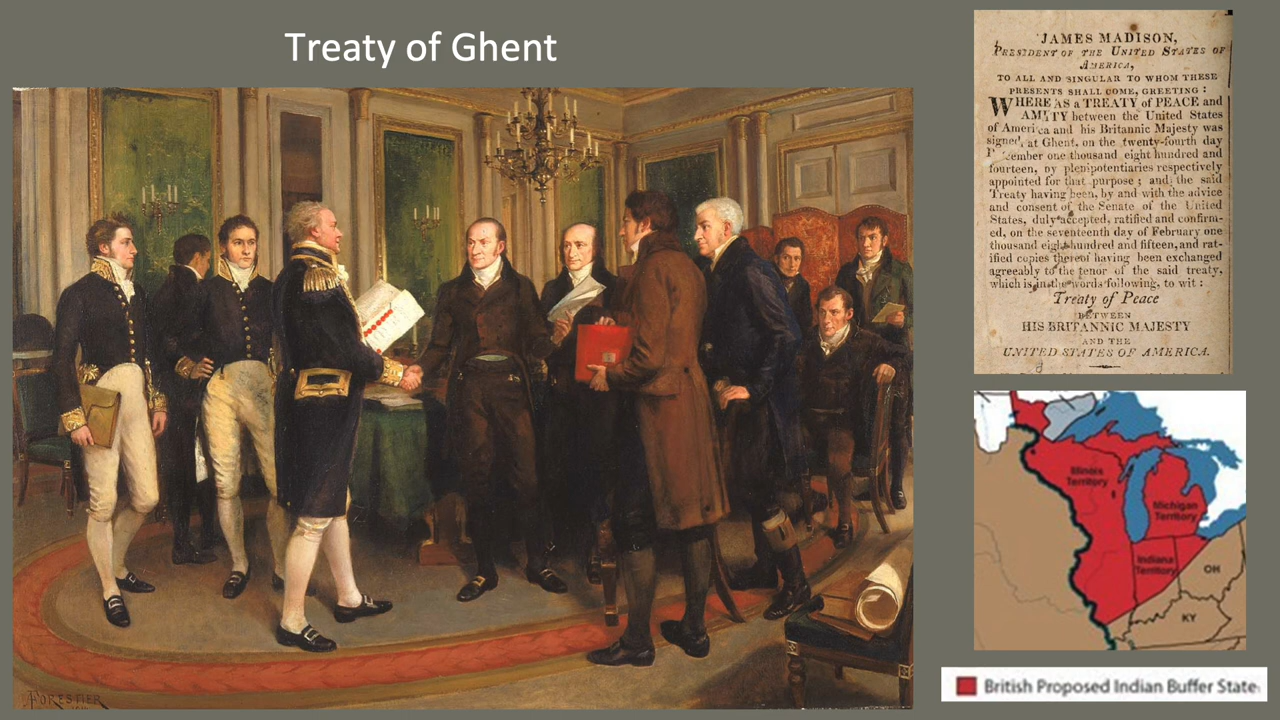 Treaty of Ghent
JAMES MADISON,
PRESIDENT OF THE UNITED STATES OF
AMERICA,
TO ALL AND SINGULAR TO WHOM THESE
PRESENTS SHALL COME, GREETING:
WHEREAS a TREATY of PEACE and
AMITY between the United States
of America and his Britannic Majesty was
signed, at Ghent, on the twenty-fourth day
December one thousand eight hundred and
fourteen, by plenipotentiaries respectively
appointed for that purpose; and the said
Treaty having been, by and with the advice
and consent of the Senate of the United
States, duly accepted, ratified and confirm-
ed, on the seventeenth day of February one
thousand eight hundred and fifteen, and rat-
ified copies thereof having been exchanged
agreeably to the tenor of the said treaty,
which is in the words following, to wit:
Treaty of Peace
BETWEEN
HIS BRITANNIC MAJESTY
AND THE
UNITED STATES OF AMERICA.
Illinois
Territory
Michigan
Territory
Indiana
Territory
OH
KY
British Proposed Indian Buffer State
FORESTIER